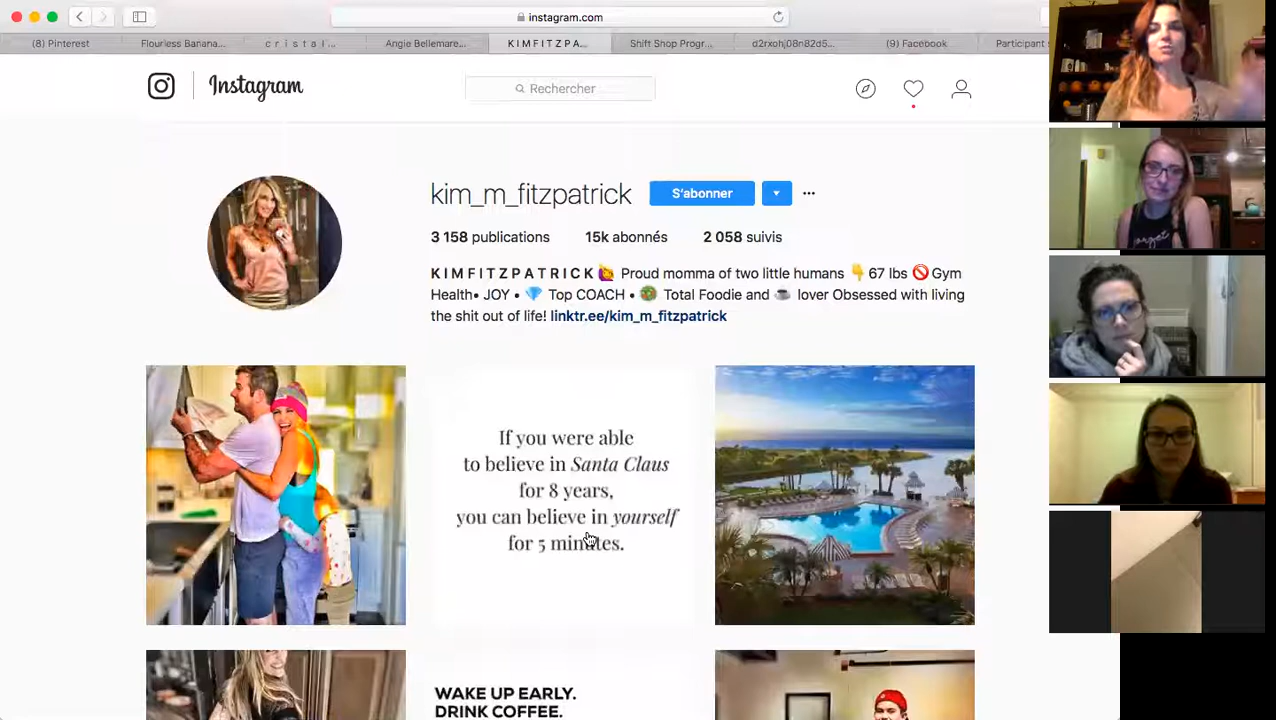 instagram.com
(8) Pinterest
Flourless Banana...
c r i s t a l...
Angie Bellemare...
K I M F I T Z P A...
Shift Shop Progr...
d2rxohj08n82d5...
(9) Facebook
Participant
Instagram
Rechercher
kim_m_fitzpatrick
S'abonner
3 158 publications
15k abonnés
2 058 suivis
K I M F I T Z P A T R I C K 🙋 Proud momma of two little humans 👇 67 lbs 🚫 Gym
Health• JOY • 💎 Top COACH • Total Foodie and ☕ lover Obsessed with living
the shit out of life! linktr.ee/kim_m_fitzpatrick
If you were able
to believe in Santa Claus
for 8 years,
you can believe in yourself
for 5 minutes.
WAKE UP EARLY.
DRINK COFFEE.